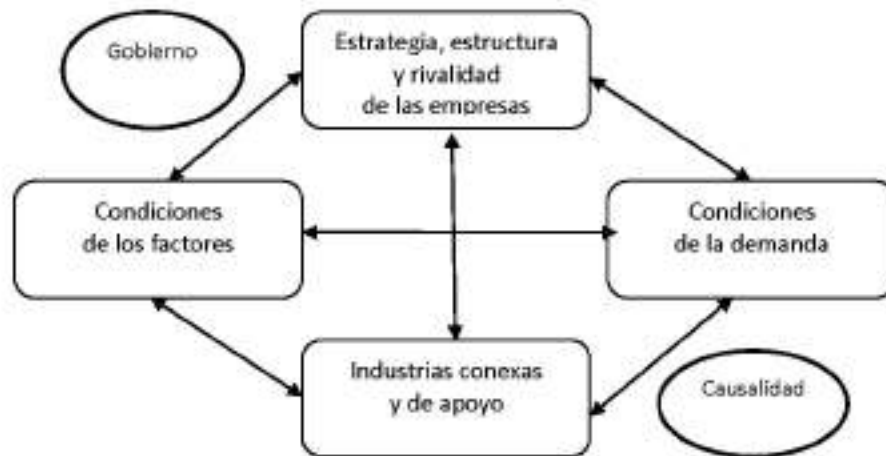 Gobierno
Estrategia, estructura
y rivalidad
de las empresas
Condiciones
de los factores
Condiciones
de la demanda
Industrias conexas
y de apoyo
Causalidad